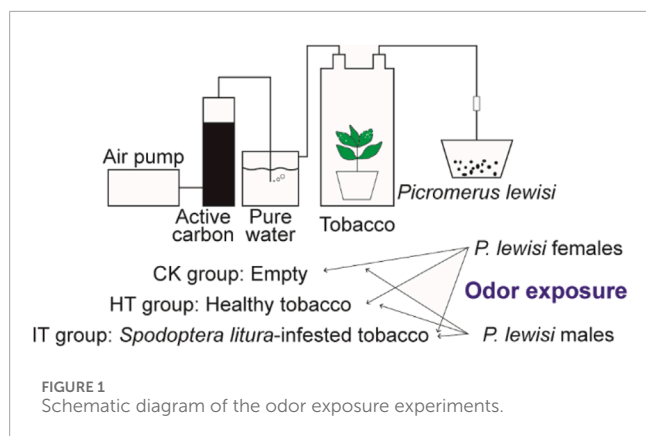 Air pump
Active
carbon
Pure
water
Tobacco
Picromerus lewisi
CK group: Empty
HT group: Healthy tobacco
IT group: Spodoptera litura-infested tobacco
P. lewisi females
Odor exposure
P. lewisi males
FIGURE 1
Schematic diagram of the odor exposure experiments.